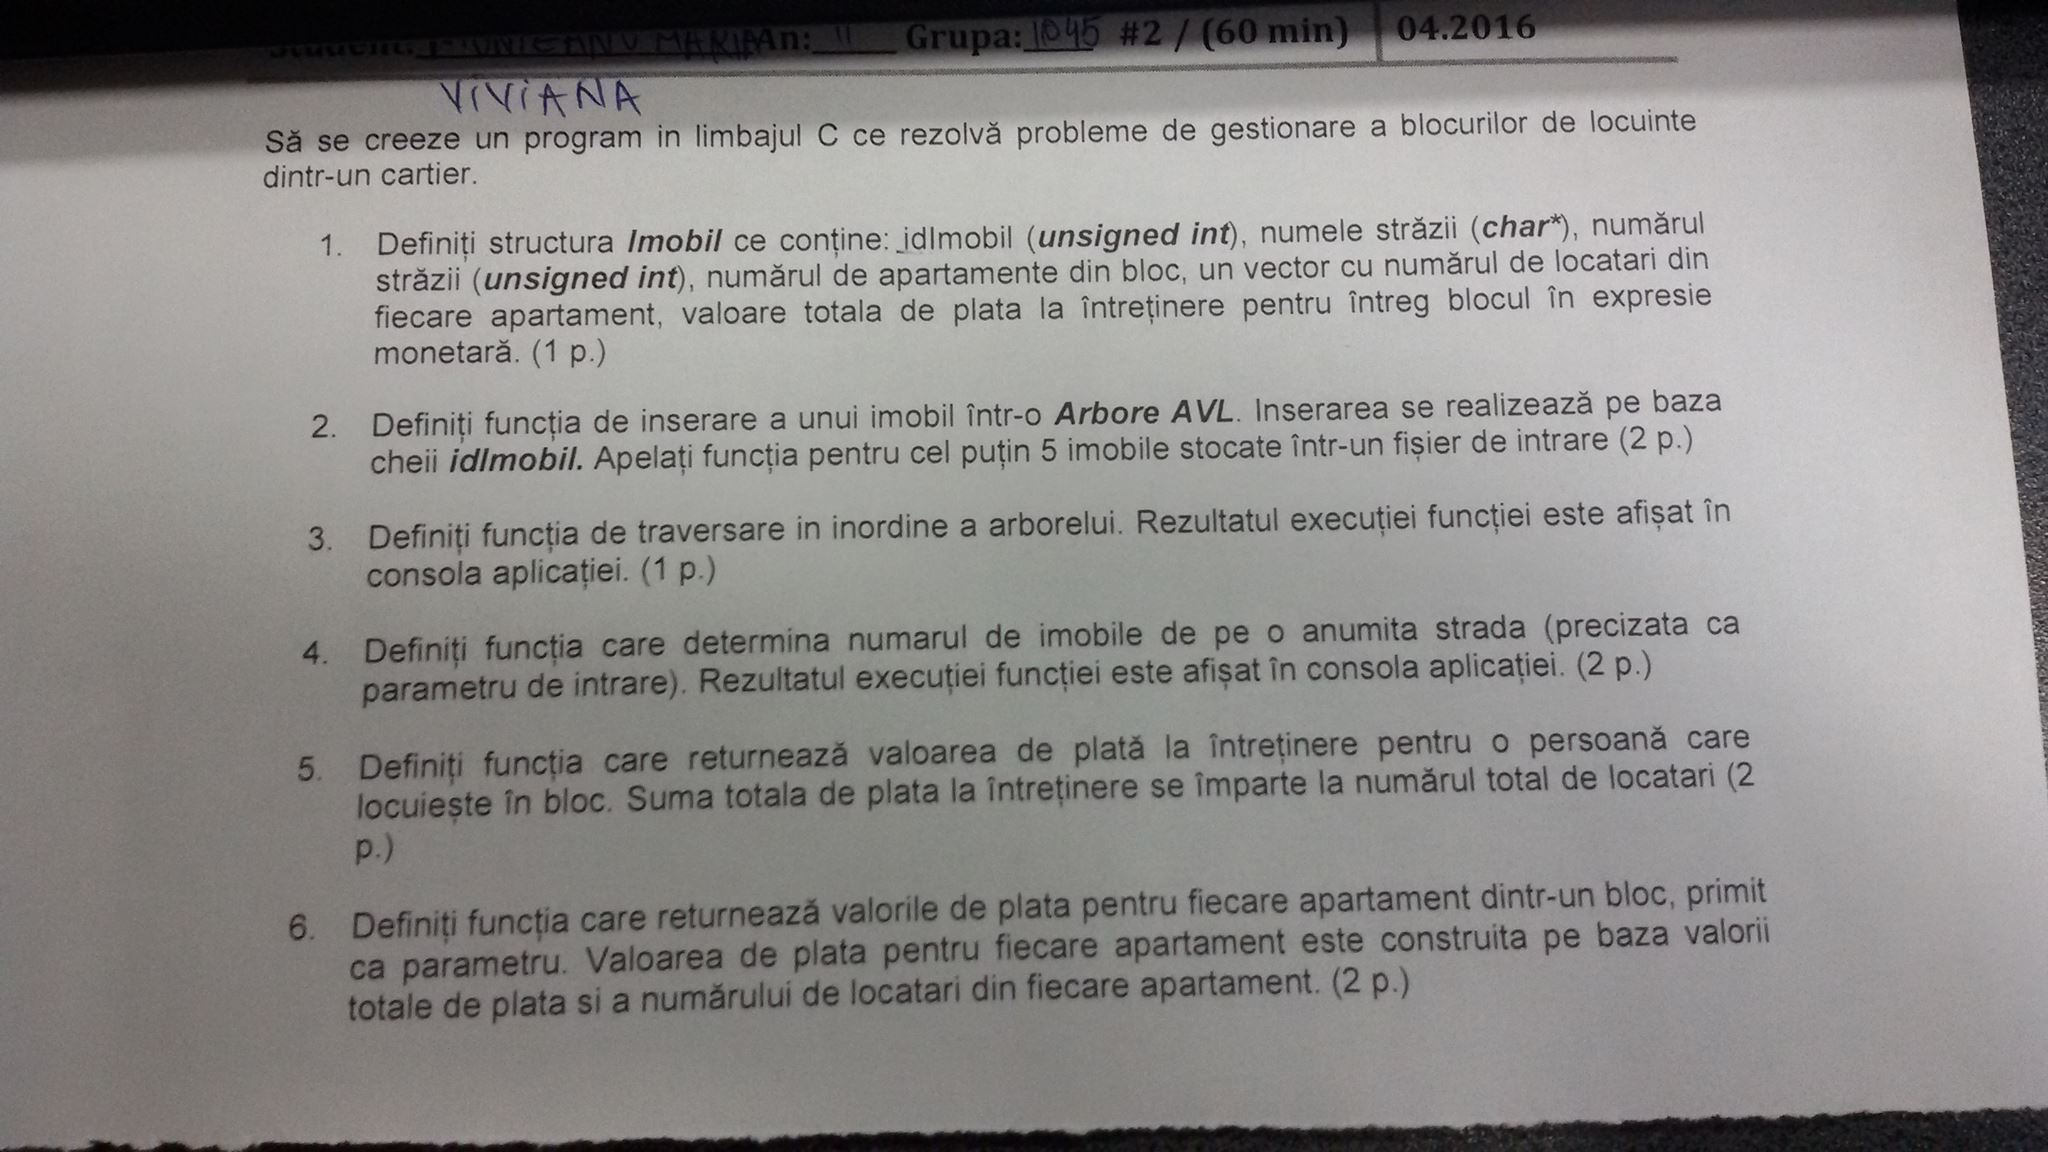 Student: MUNTEANU MARIA An: II Grupa: 1045 #2 / (60 min) 04.2016
VIVIANA
Să se creeze un program in limbajul C ce rezolvă probleme de gestionare a blocurilor de locuinte
dintr-un cartier.
1. Definiți structura Imobil ce conține: idImobil (unsigned int), numele străzii (char*), numărul
străzii (unsigned int), numărul de apartamente din bloc, un vector cu numărul de locatari din
fiecare apartament, valoare totala de plata la întreținere pentru întreg blocul în expresie
monetară. (1 p.)
2. Definiți funcția de inserare a unui imobil într-o Arbore AVL. Inserarea se realizează pe baza
cheii idImobil. Apelați funcția pentru cel puțin 5 imobile stocate într-un fișier de intrare (2 p.)
3. Definiți funcția de traversare in inordine a arborelui. Rezultatul execuției funcției este afișat în
consola aplicației. (1 p.)
4. Definiți funcția care determina numarul de imobile de pe o anumita strada (precizata ca
parametru de intrare). Rezultatul execuției funcției este afișat în consola aplicației. (2 p.)
5. Definiți funcția care returnează valoarea de plată la întreținere pentru o persoană care
locuiește în bloc. Suma totala de plata la întreținere se împarte la numărul total de locatari (2
p.)
6. Definiți funcția care returnează valorile de plata pentru fiecare apartament dintr-un bloc, primit
ca parametru. Valoarea de plata pentru fiecare apartament este construita pe baza valorii
totale de plata si a numărului de locatari din fiecare apartament. (2 p.)